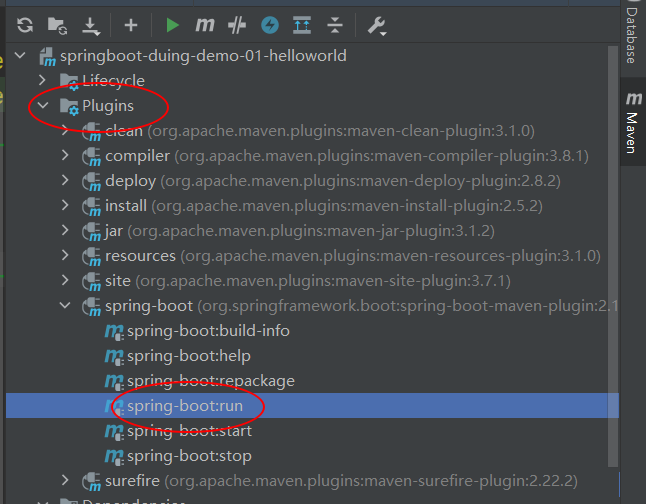 springboot-duing-demo-01-helloworld
Lifecycle
Plugins
clean (org.apache.maven.plugins:maven-clean-plugin:3.1.0)
compiler (org.apache.maven.plugins:maven-compiler-plugin:3.8.1)
deploy (org.apache.maven.plugins:maven-deploy-plugin:2.8.2)
install (org.apache.maven.plugins:maven-install-plugin:2.5.2)
jar (org.apache.maven.plugins:maven-jar-plugin:3.1.2)
resources (org.apache.maven.plugins:maven-resources-plugin:3.1.0)
site (org.apache.maven.plugins:maven-site-plugin:3.7.1)
spring-boot (org.springframework.boot:spring-boot-maven-plugin:2.1
spring-boot:build-info
spring-boot:help
spring-boot:repackage
spring-boot:run
spring-boot:start
spring-boot:stop
surefire (org.apache.maven.plugins:maven-surefire-plugin:2.22.2)
Dependencies
Database
Maven